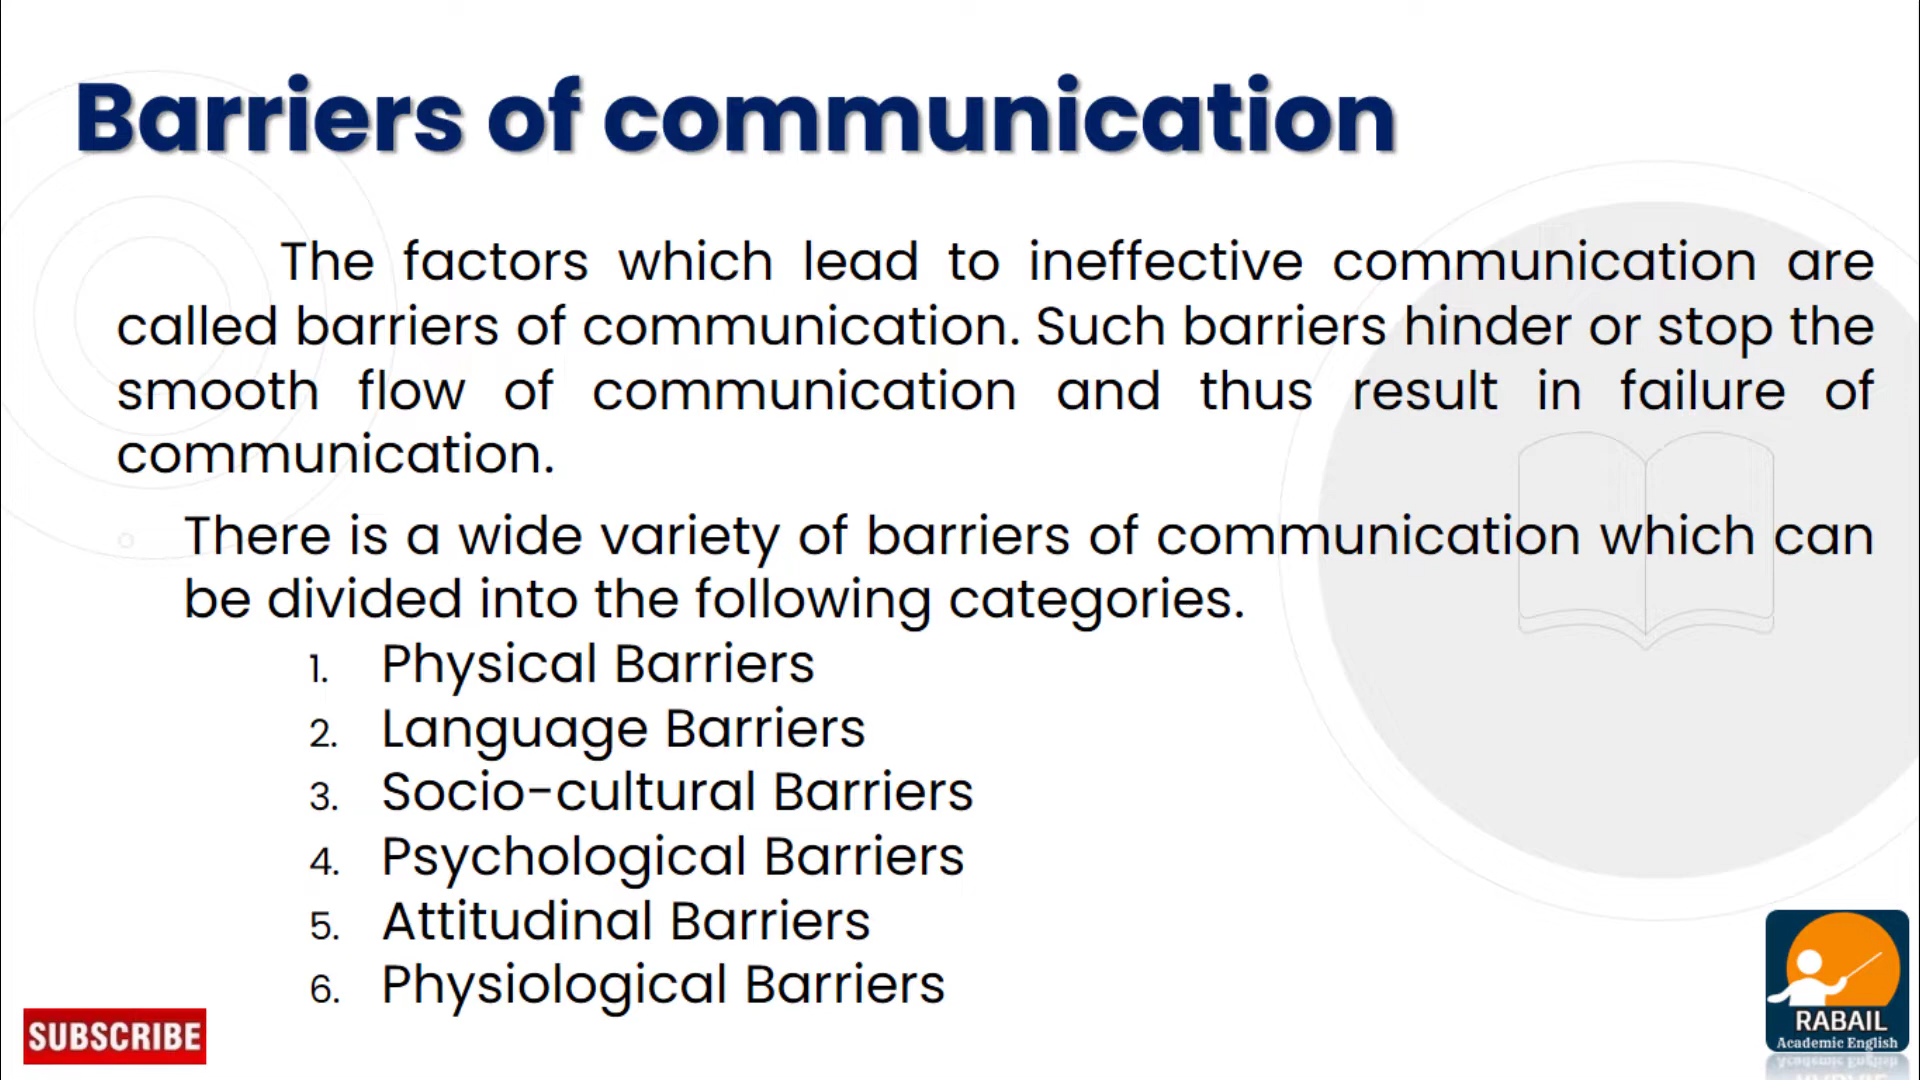 Barriers of communication
The factors which lead to ineffective communication are
called barriers of communication. Such barriers hinder or stop the
smooth flow of communication and thus result in failure of
communication.
There is a wide variety of barriers of communication which can
be divided into the following categories.
1. Physical Barriers
2. Language Barriers
3. Socio-cultural Barriers
4. Psychological Barriers
5. Attitudinal Barriers
6. Physiological Barriers
SUBSCRIBE
RABAIL
Academic English